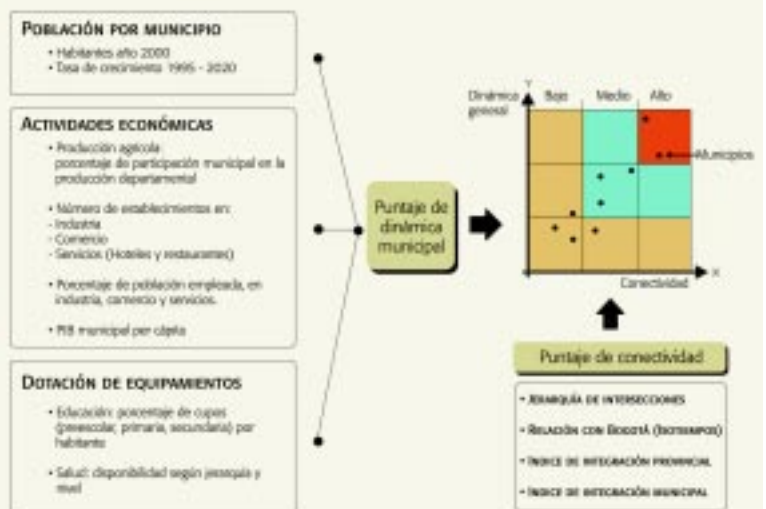 POBLACIÓN POR MUNICIPIO
• Habitantes año 2000
• Tasa de crecimiento 1995 - 2020
ACTIVIDADES ECONÓMICAS
• Producción agrícola
porcentaje de participación municipal en la
producción departamental
• Número de establecimientos en:
- Industria
- Comercio
- Servicios (Hoteles y restaurantes)
• Porcentaje de población empleada, en
industria, comercio y servicios.
• PIB municipal per cápita
DOTACIÓN DE EQUIPAMIENTOS
• Educación: porcentaje de cupos
(preescolar, primaria, secundaria) por
habitante
• Salud: disponibilidad según jerarquía y
nivel
Puntaje de
dinámica
municipal
Y
Dinámica
general
Bajo Medio Alto
Municipios
X
Conectividad
Puntaje de conectividad
• JERARQUÍA DE INTERSECCIONES
• RELACIÓN CON BOGOTÁ (ISOTIEMPOS)
• ÍNDICE DE INTEGRACIÓN PROVINCIAL
• ÍNDICE DE INTEGRACIÓN MUNICIPAL